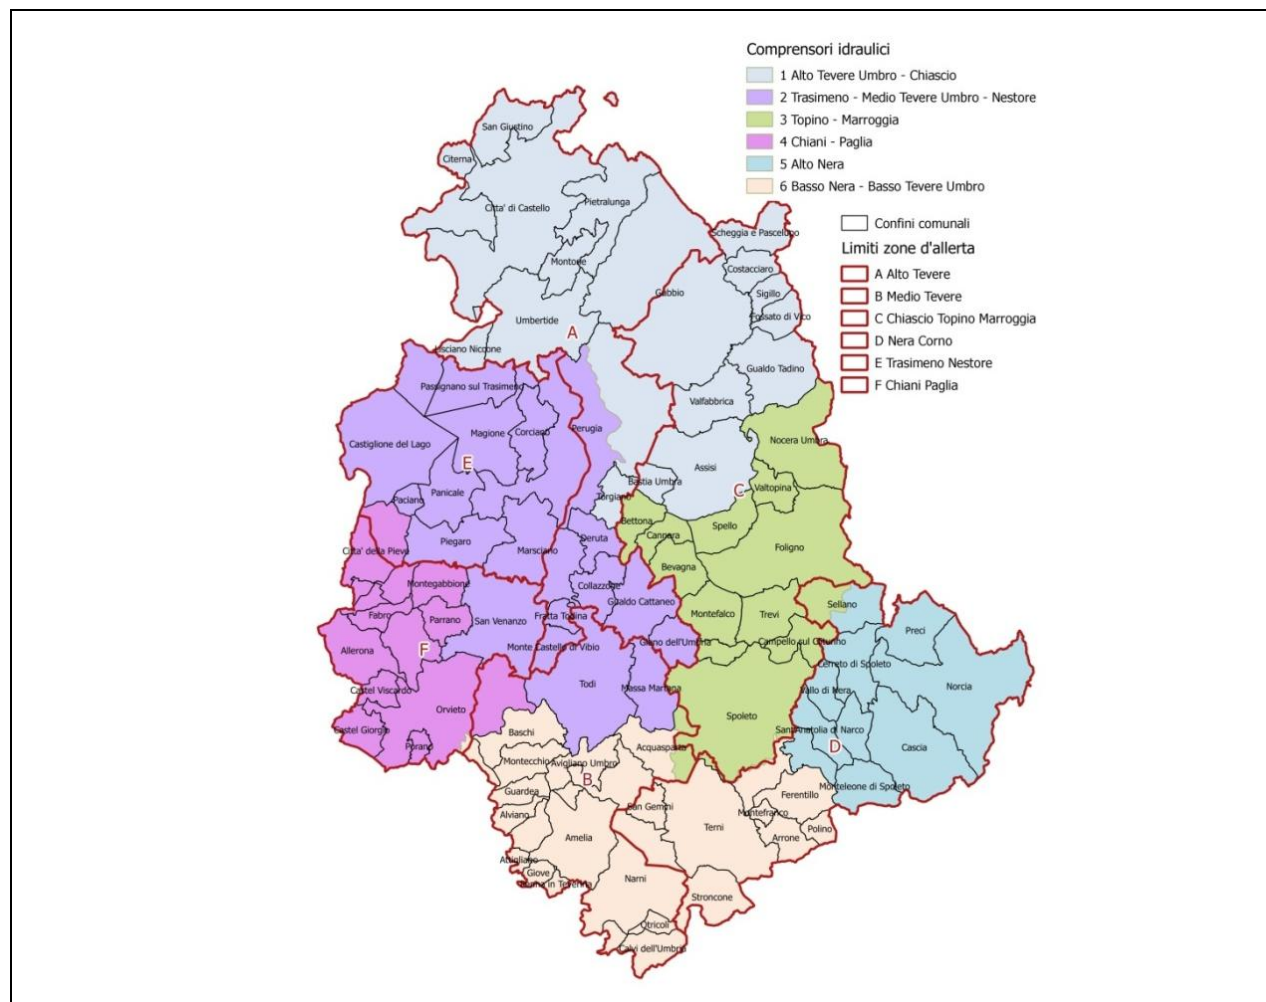 Comprensori idraulici
1 Alto Tevere Umbro - Chiascio
2 Trasimeno - Medio Tevere Umbro - Nestore
3 Topino - Marroggia
4 Chiani - Paglia
5 Alto Nera
6 Basso Nera - Basso Tevere Umbro
Confini comunali
Limiti zone d'allerta
A Alto Tevere
B Medio Tevere
C Chiascio Topino Marroggia
D Nera Corno
E Trasimeno Nestore
F Chiani Paglia
San Giustino
Citerna
Citta' di Castello
Pietralunga
Scheggia e Pascelupo
Montone
Costacciaro
Gubbio
Sigillo
Fossato di Vico
Umbertide
A
Lisciano Niccone
Gualdo Tadino
Passignano sul Trasimeno
Valfabbrica
Perugia
Magione
Corciano
Castiglione del Lago
Nocera Umbra
E
Assisi
Bastia Umbra
C
Valtopina
Paciano
Panicale
Torgiano
Bettona
Spello
Cannara
Deruta
Piegaro
Marsciano
Foligno
Citta' della Pieve
Bevagna
Montegabbione
Collazzone
Gualdo Cattaneo
Sellano
Fabro
Parrano
San Venanzo
Fratta Todina
Montefalco
Trevi
Preci
Monte Castello di Vibio
Giano dell'Umbria
Campello sul Clitunno
Allerona
F
Cerreto di Spoleto
Todi
Massa Martana
Vallo di Nera
Norcia
Castel Viscardo
Orvieto
Spoleto
Castel Giorgio
Baschi
Sant'Anatolia di Narco
Porano
Acquasparta
D
Cascia
Montecchio
Avigliano Umbro
B
Guardea
Ferentillo
Monteleone di Spoleto
Alviano
San Gemini
Montefranco
Amelia
Terni
Arrone
Polino
Attigliano
Giove
Penna in Teverina
Narni
Stroncone
Otricoli
Calvi dell'Umbria